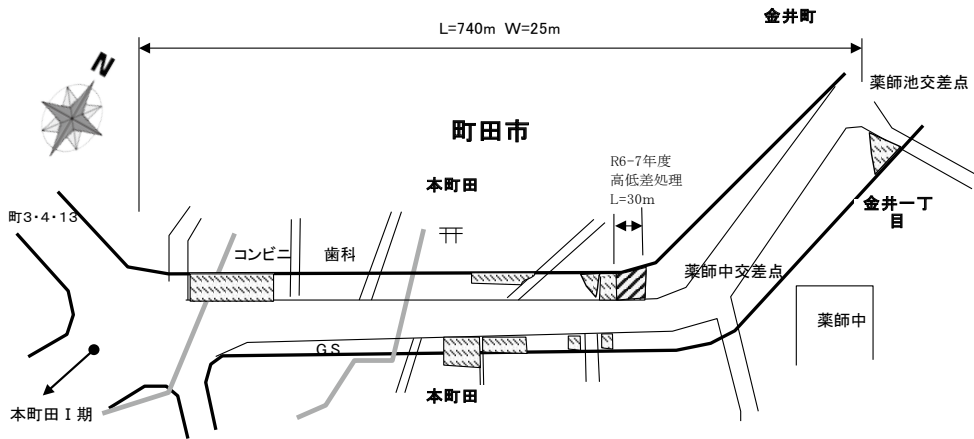 金井町
L=740m W=25m
N
薬師池交差点
町田市
R6-7年度
高低差処理
L=30m
本町田
金井一丁
目
町3・4・13
コンビニ
歯科
薬師中交差点
薬師中
G.S
本町田
本町田Ⅰ期